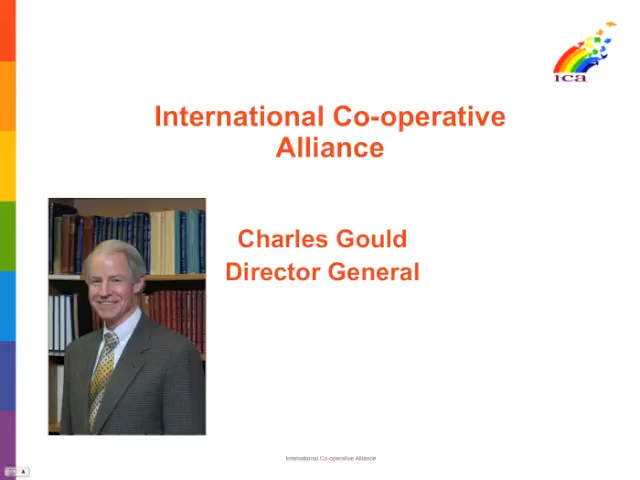 ica
International Co-operative
Alliance
Charles Gould
Director General
International Co-operative Alliance